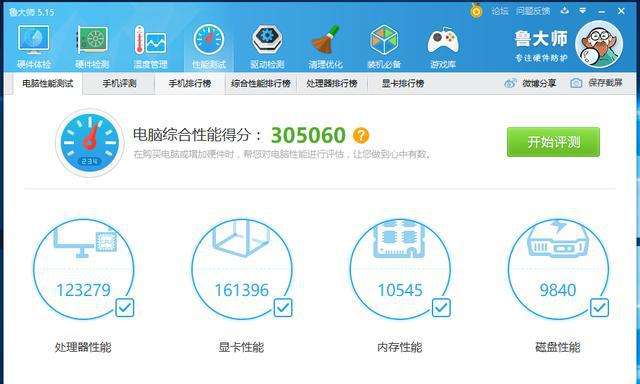 鲁大师 5.15
论坛 问题反馈
硬件体检 硬件检测 温度管理 性能测试 驱动检测 清理优化 装机必备 游戏库
鲁大师
专注硬件防护
电脑性能测试 手机评测 手机排行榜 综合性能排行榜 处理器排行榜 显卡排行榜 微博分享 保存截屏
电脑综合性能得分： 305060 ?
在购买电脑或增加硬件时，帮您对电脑性能进行评估，让您做到心中有数。
开始评测
234
123279 161396 10545 9840
处理器性能 显卡性能 内存性能 磁盘性能